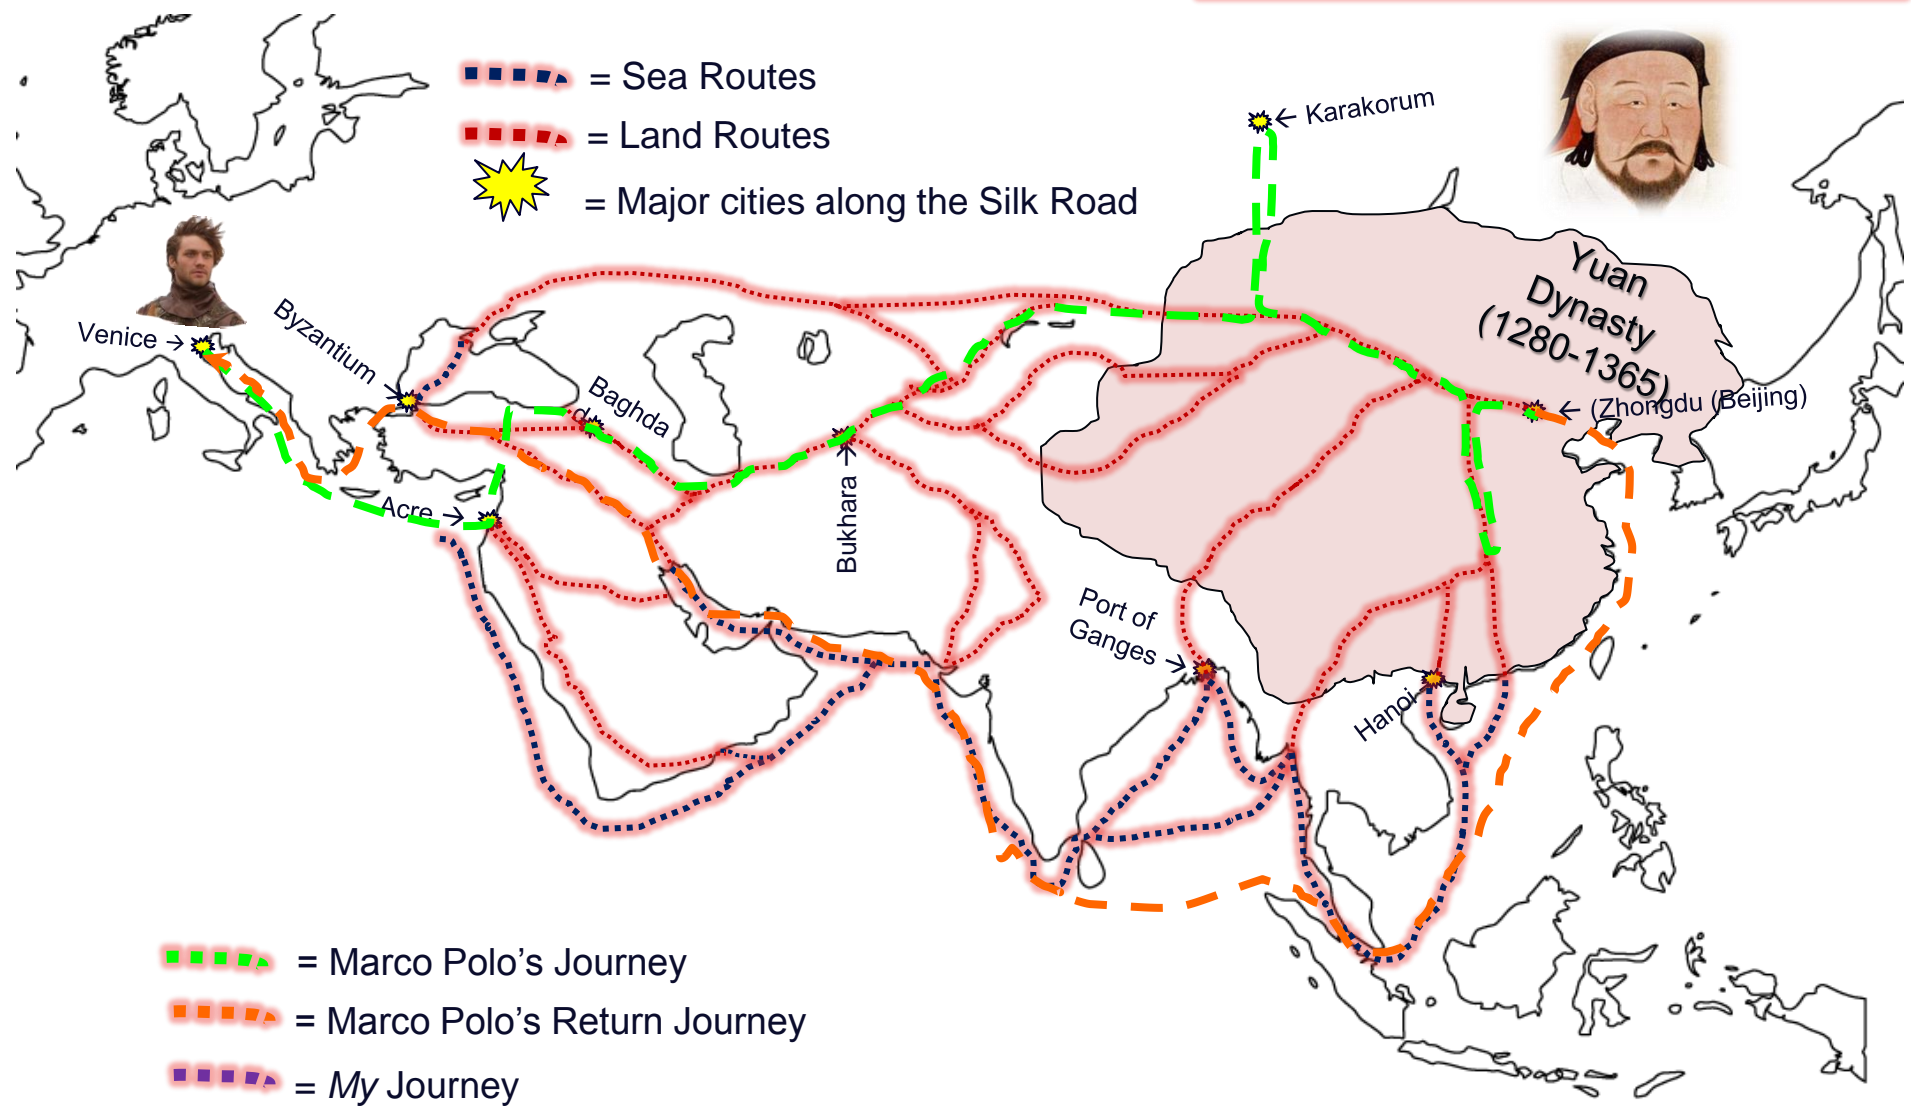 = Sea Routes
= Land Routes
= Major cities along the Silk Road
← Karakorum
Yuan
Dynasty
(1280-1365)
Venice →
Byzantium
→
Baghda
d→
← (Zhongdu (Beijing)
Acre →
Bukhara →
Port of
Ganges →
Hanoi
= Marco Polo’s Journey
= Marco Polo’s Return Journey
= My Journey